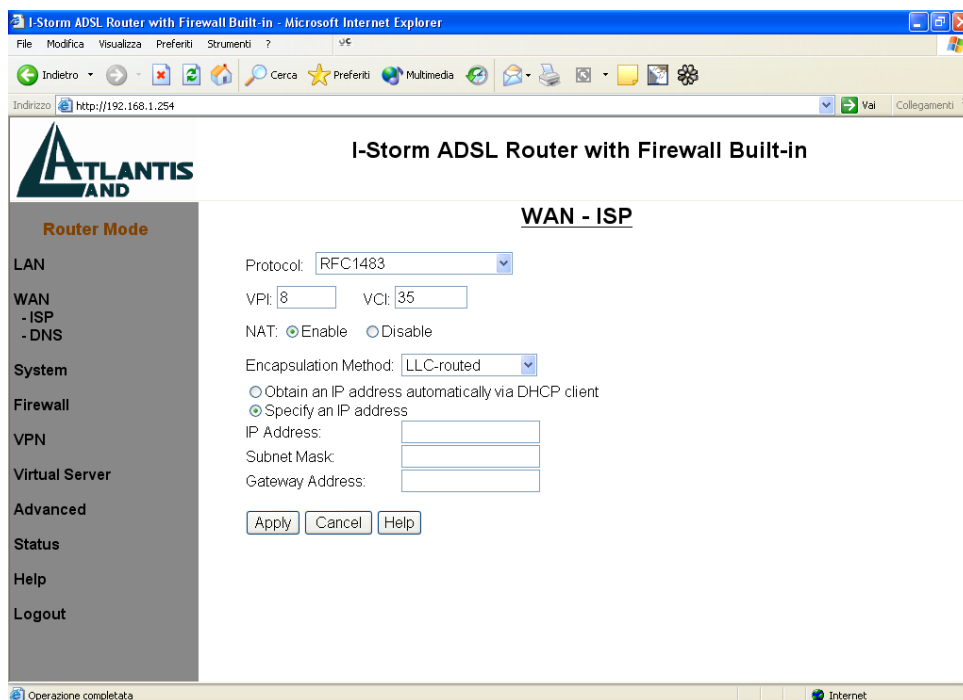 I-Storm ADSL Router with Firewall Built-in - Microsoft Internet Explorer
File Modifica Visualizza Preferiti Strumenti ?
Indietro Cerca Preferiti Multimedia
Indirizzo http://192.168.1.254 Vai Collegamenti
ATLANTIS LAND
I-Storm ADSL Router with Firewall Built-in
Router Mode
LAN
WAN
- ISP
- DNS
System
Firewall
VPN
Virtual Server
Advanced
Status
Help
Logout
WAN - ISP
Protocol: RFC1483
VPI: 8 VCI: 35
NAT: Enable Disable
Encapsulation Method: LLC-routed
Obtain an IP address automatically via DHCP client
Specify an IP address
IP Address:
Subnet Mask:
Gateway Address:
Apply Cancel Help
Operazione completata Internet